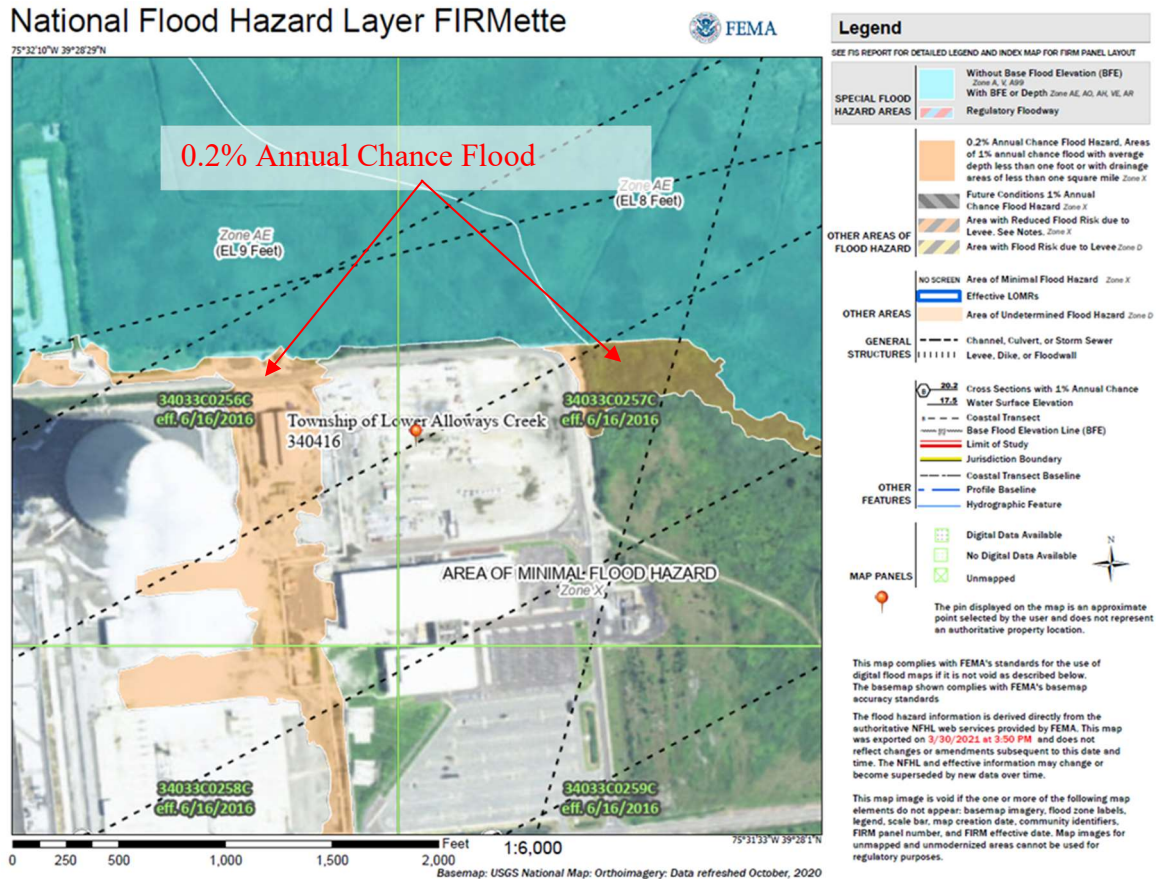 National Flood Hazard Layer FIRMette
FEMA
75°32'10"W 39°28'29"N
0.2% Annual Chance Flood
Zone AE
(EL 8 Feet)
Zone AE
(EL 9 Feet)
34033C0256C
eff. 6/16/2016
34033C0257C
eff. 6/16/2016
Township of Lower Alloways Creek
340416
AREA OF MINIMAL FLOOD HAZARD
Zone X
34033C0258C
eff. 6/16/2016
34033C0259C
eff. 6/16/2016
75°31'33"W 39°28'1"N
0 250 500 1,000 1,500 2,000 Feet 1:6,000
Basemap: USGS National Map: Orthoimagery: Data refreshed October, 2020
Legend
SEE FIS REPORT FOR DETAILED LEGEND AND INDEX MAP FOR FIRM PANEL LAYOUT
SPECIAL FLOOD
HAZARD AREAS
Without Base Flood Elevation (BFE)
Zone A, V, A99
With BFE or Depth Zone AE, AO, AH, VE, AR
Regulatory Floodway
OTHER AREAS OF
FLOOD HAZARD
0.2% Annual Chance Flood Hazard, Areas
of 1% annual chance flood with average
depth less than one foot or with drainage
areas of less than one square mile Zone X
Future Conditions 1% Annual
Chance Flood Hazard Zone X
Area with Reduced Flood Risk due to
Levee. See Notes. Zone X
Area with Flood Risk due to Levee Zone D
OTHER AREAS
NO SCREEN Area of Minimal Flood Hazard Zone X
Effective LOMRs
Area of Undetermined Flood Hazard Zone D
GENERAL
STRUCTURES
Channel, Culvert, or Storm Sewer
Levee, Dike, or Floodwall
OTHER
FEATURES
B 20.2 Cross Sections with 1% Annual Chance
17.5 Water Surface Elevation
8 Coastal Transect
513 Base Flood Elevation Line (BFE)
Limit of Study
Jurisdiction Boundary
Coastal Transect Baseline
Profile Baseline
Hydrographic Feature
MAP PANELS
Digital Data Available
No Digital Data Available
Unmapped
N
The pin displayed on the map is an approximate
point selected by the user and does not represent
an authoritative property location.
This map complies with FEMA's standards for the use of
digital flood maps if it is not void as described below.
The basemap shown complies with FEMA's basemap
accuracy standards
The flood hazard information is derived directly from the
authoritative NFHL web services provided by FEMA. This map
was exported on 3/30/2021 at 3:50 PM and does not
reflect changes or amendments subsequent to this date and
time. The NFHL and effective information may change or
become superseded by new data over time.
This map image is void if the one or more of the following map
elements do not appear: basemap imagery, flood zone labels,
legend, scale bar, map creation date, community identifiers,
FIRM panel number, and FIRM effective date. Map images for
unmapped and unmodernized areas cannot be used for
regulatory purposes.